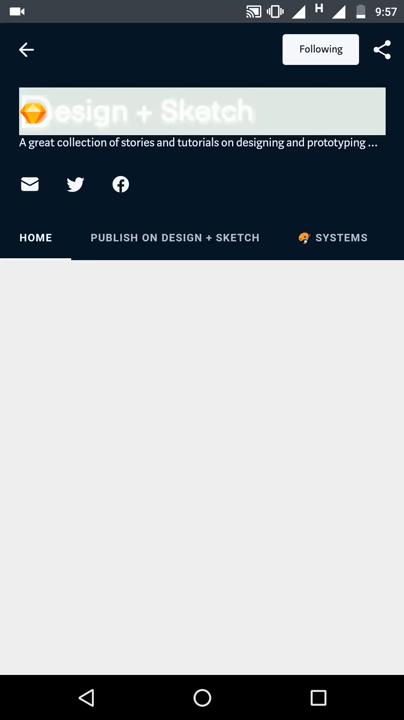 H 9:57
Following
Design + Sketch
A great collection of stories and tutorials on designing and prototyping ...
HOME PUBLISH ON DESIGN + SKETCH SYSTEMS